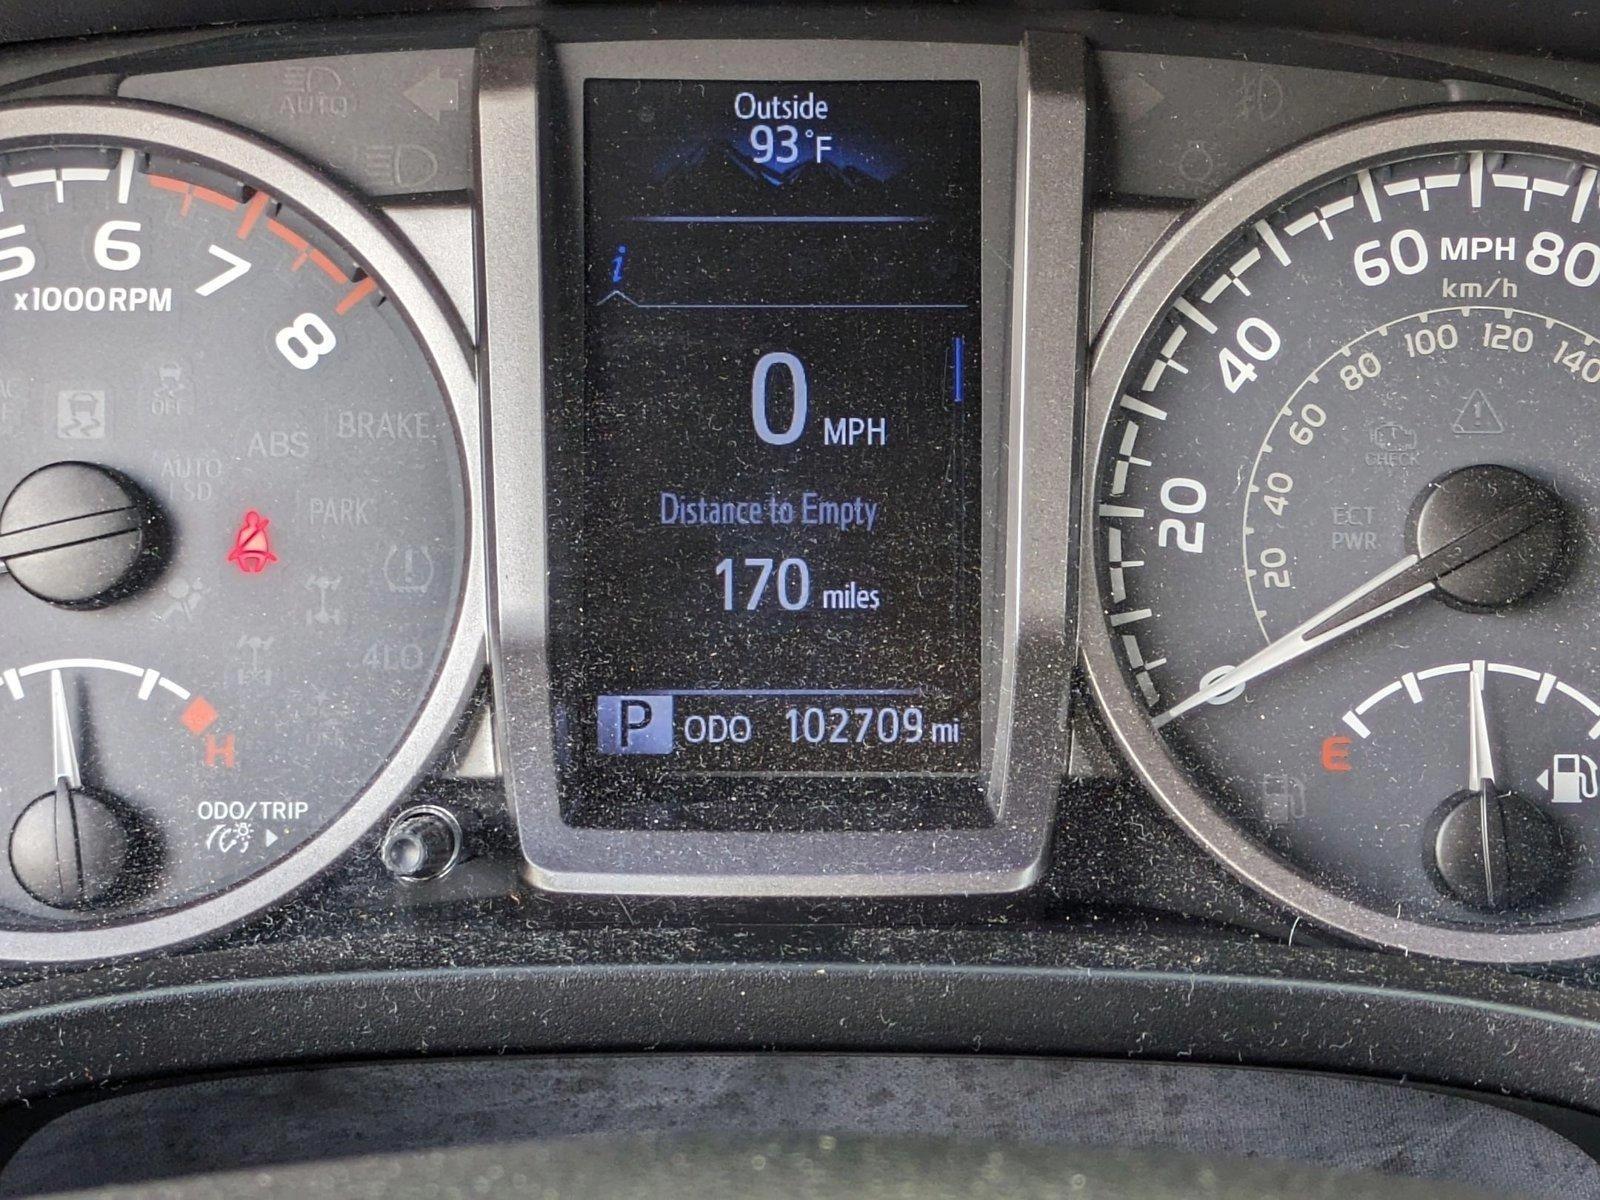 AUTO
Outside
93°F
i
5 6 7 8
x1000RPM
0 MPH
Distance to Empty
170 miles
P ODO 102709 mi
OFF
ABS
BRAKE
AUTO
LSD
PARK
4LO
H
ODO/TRIP
0 20 40 60 80
MPH
km/h
20 40 60 80 100 120 140
CHECK
ECT
PWR
E